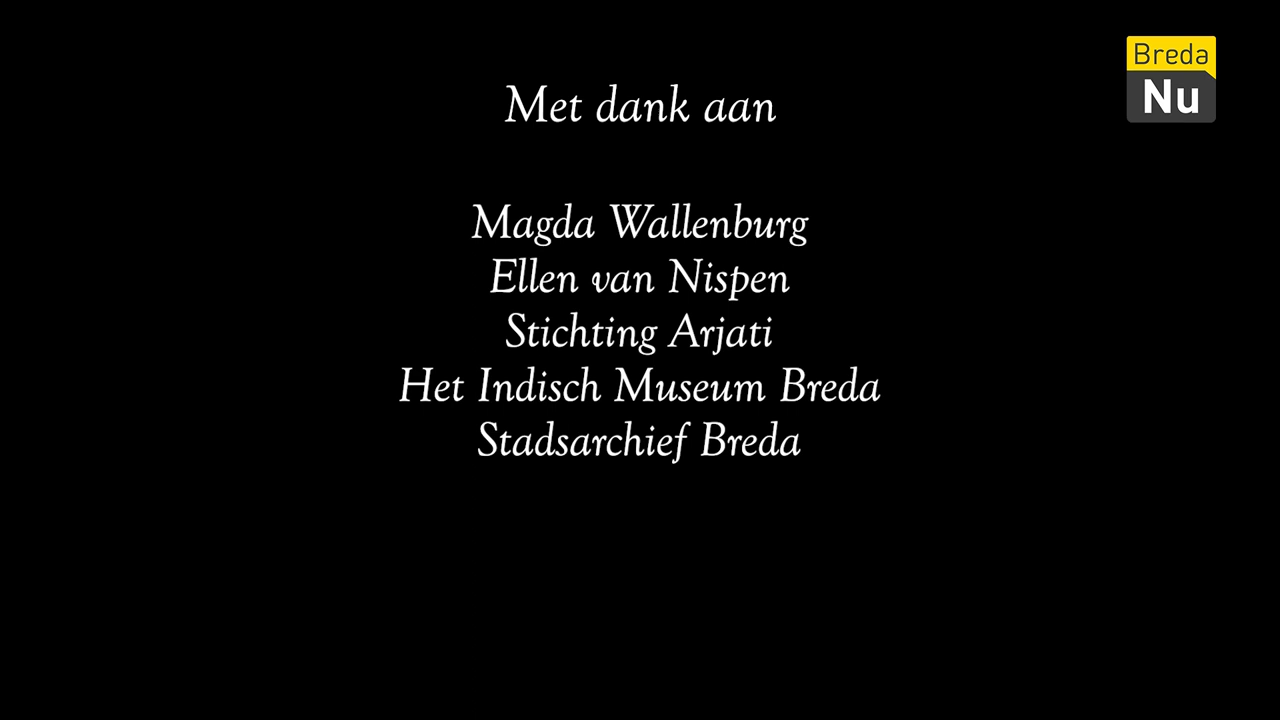 Breda
Nu
Met dank aan
Magda Wallenburg
Ellen van Nispen
Stichting Arjati
Het Indisch Museum Breda
Stadsarchief Breda